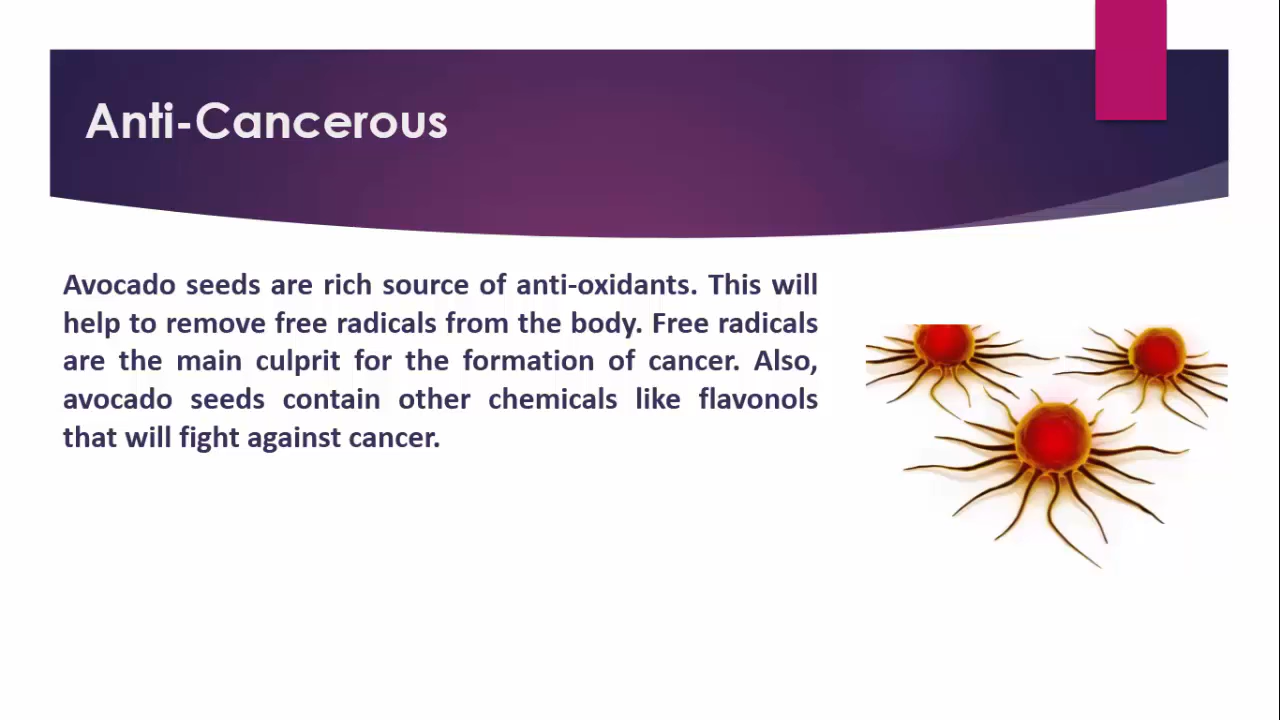 Anti-Cancerous
Avocado seeds are rich source of anti-oxidants. This will
help to remove free radicals from the body. Free radicals
are the main culprit for the formation of cancer. Also,
avocado seeds contain other chemicals like flavonols
that will fight against cancer.